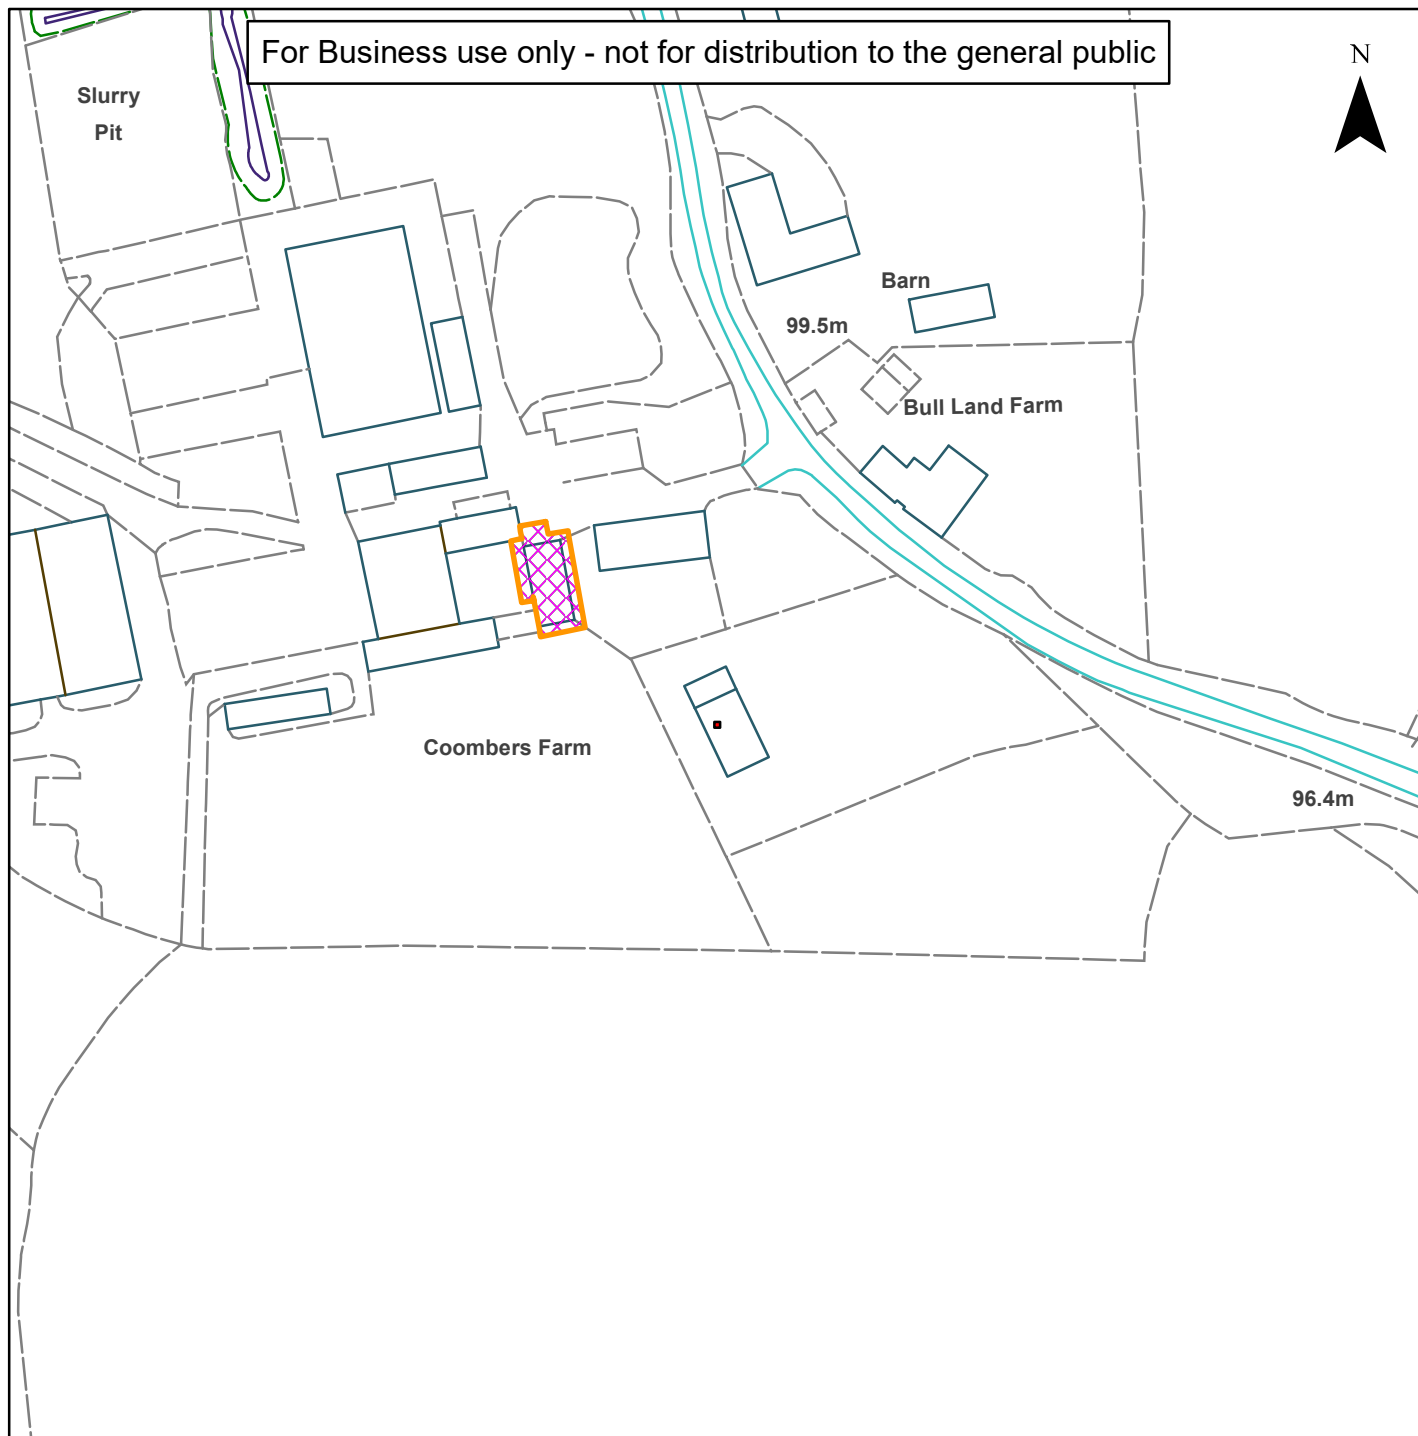 For Business use only - not for distribution to the general public
N
Slurry
Pit
Barn
99.5m
Bull Land Farm
Coombers Farm
96.4m